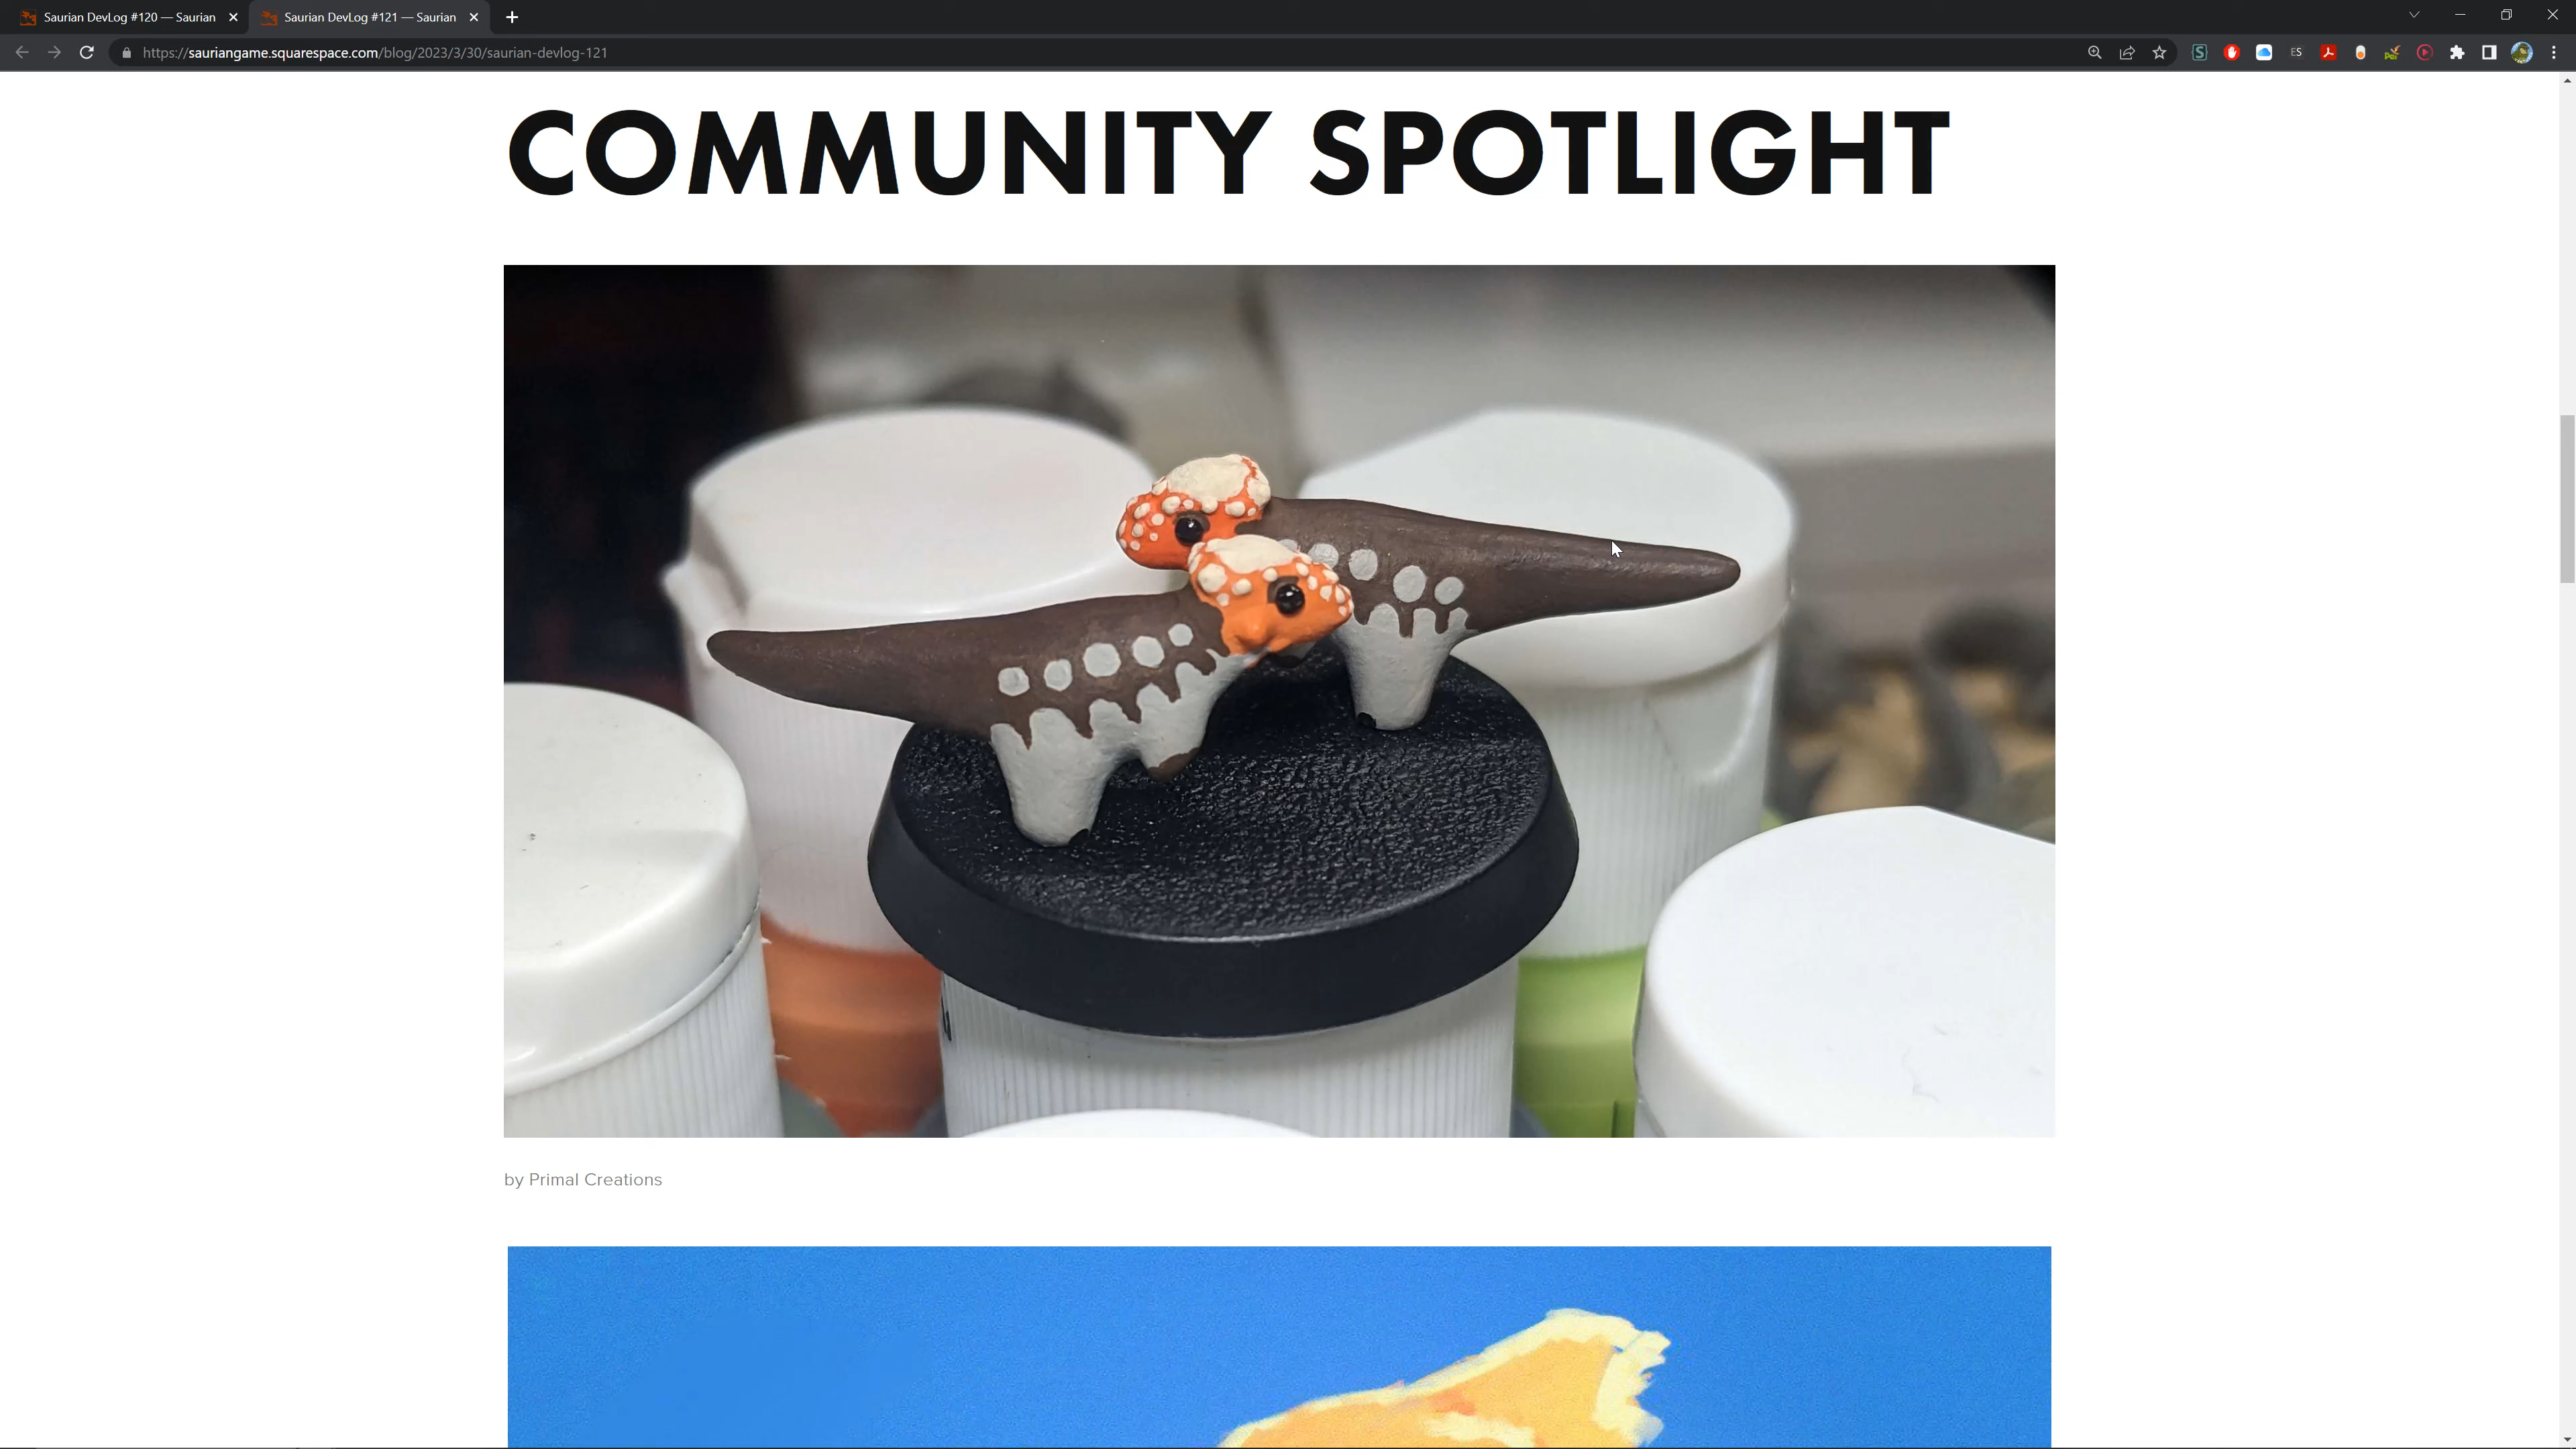 Saurian DevLog #120 — Saurian
Saurian DevLog #121 — Saurian
https://sauriangame.squarespace.com/blog/2023/3/30/saurian-devlog-121
ES
COMMUNITY SPOTLIGHT
by Primal Creations